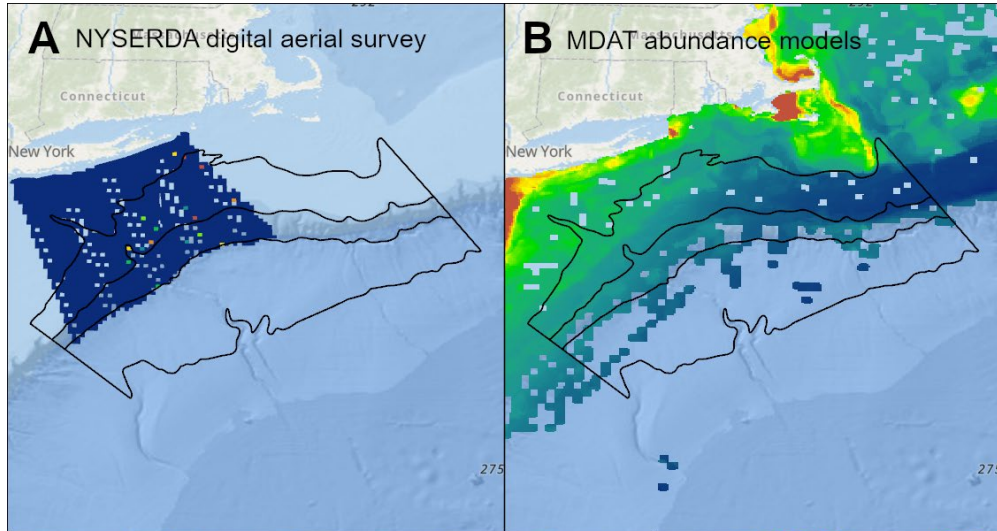 A NYSERDA digital aerial survey
Connecticut
New York
275
B MDAT abundance models
Massachusetts
Connecticut
New York
275